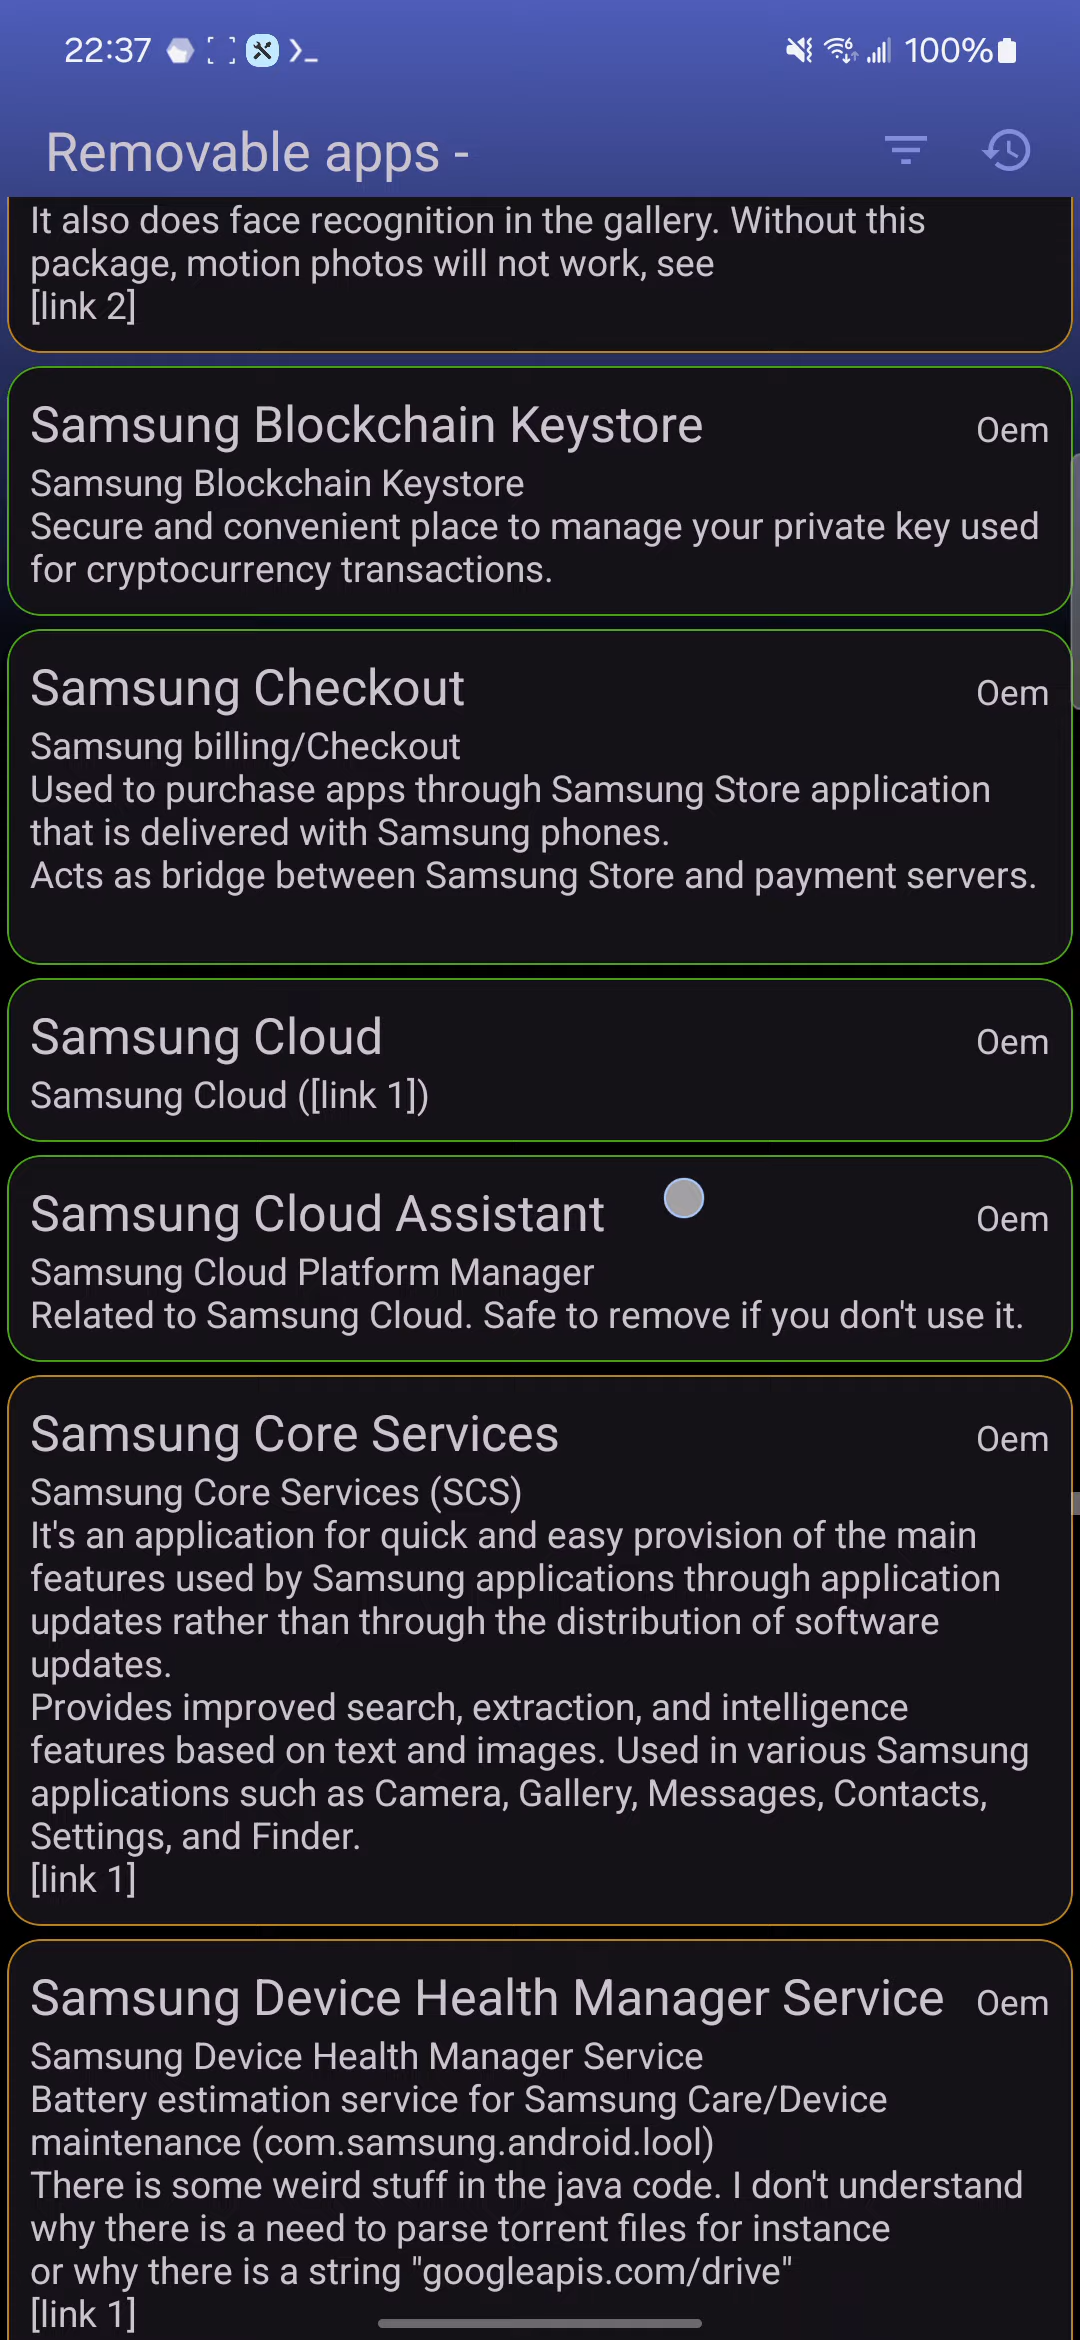 22:37
100%
Removable apps -
It also does face recognition in the gallery. Without this
package, motion photos will not work, see
[link 2]
Samsung Blockchain Keystore
Oem
Samsung Blockchain Keystore
Secure and convenient place to manage your private key used
for cryptocurrency transactions.
Samsung Checkout
Oem
Samsung billing/Checkout
Used to purchase apps through Samsung Store application
that is delivered with Samsung phones.
Acts as bridge between Samsung Store and payment servers.
Samsung Cloud
Oem
Samsung Cloud ([link 1])
Samsung Cloud Assistant
Oem
Samsung Cloud Platform Manager
Related to Samsung Cloud. Safe to remove if you don't use it.
Samsung Core Services
Oem
Samsung Core Services (SCS)
It's an application for quick and easy provision of the main
features used by Samsung applications through application
updates rather than through the distribution of software
updates.
Provides improved search, extraction, and intelligence
features based on text and images. Used in various Samsung
applications such as Camera, Gallery, Messages, Contacts,
Settings, and Finder.
[link 1]
Samsung Device Health Manager Service
Oem
Samsung Device Health Manager Service
Battery estimation service for Samsung Care/Device
maintenance (com.samsung.android.lool)
There is some weird stuff in the java code. I don't understand
why there is a need to parse torrent files for instance
or why there is a string "googleapis.com/drive"
[link 1]